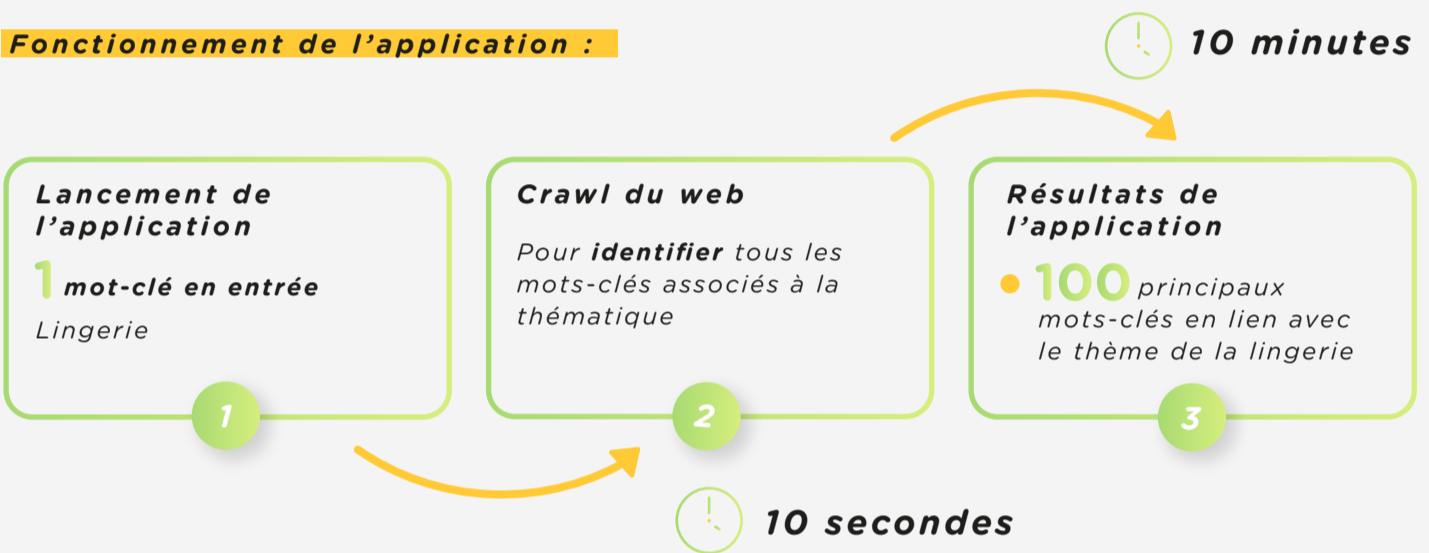 Fonctionnement de l'application :
10 minutes
Lancement de
l'application
1 mot-clé en entrée
Lingerie
1
Crawl du web
Pour identifier tous les
mots-clés associés à la
thématique
2
Résultats de
l'application
100 principaux
mots-clés en lien avec
le thème de la lingerie
3
10 secondes